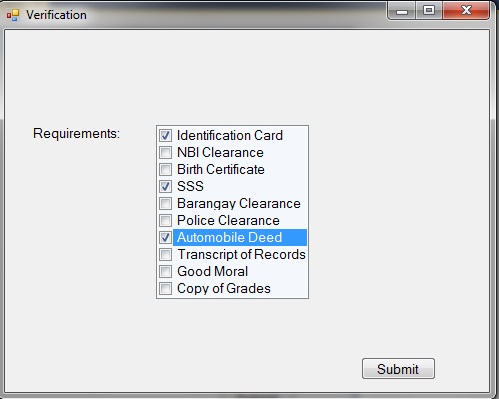 Verification
Requirements:
Identification Card
NBI Clearance
Birth Certificate
SSS
Barangay Clearance
Police Clearance
Automobile Deed
Transcript of Records
Good Moral
Copy of Grades
Submit